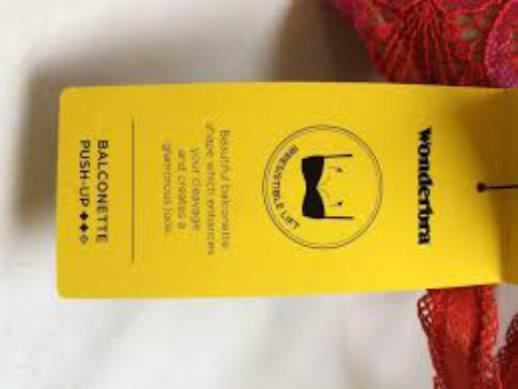 wonderbra
IRRESISTIBLE LIFT
Beautiful balconette
shape which enhances
your cleavage
and creates a
glamorous look.
BALCONETTE
PUSH-UP